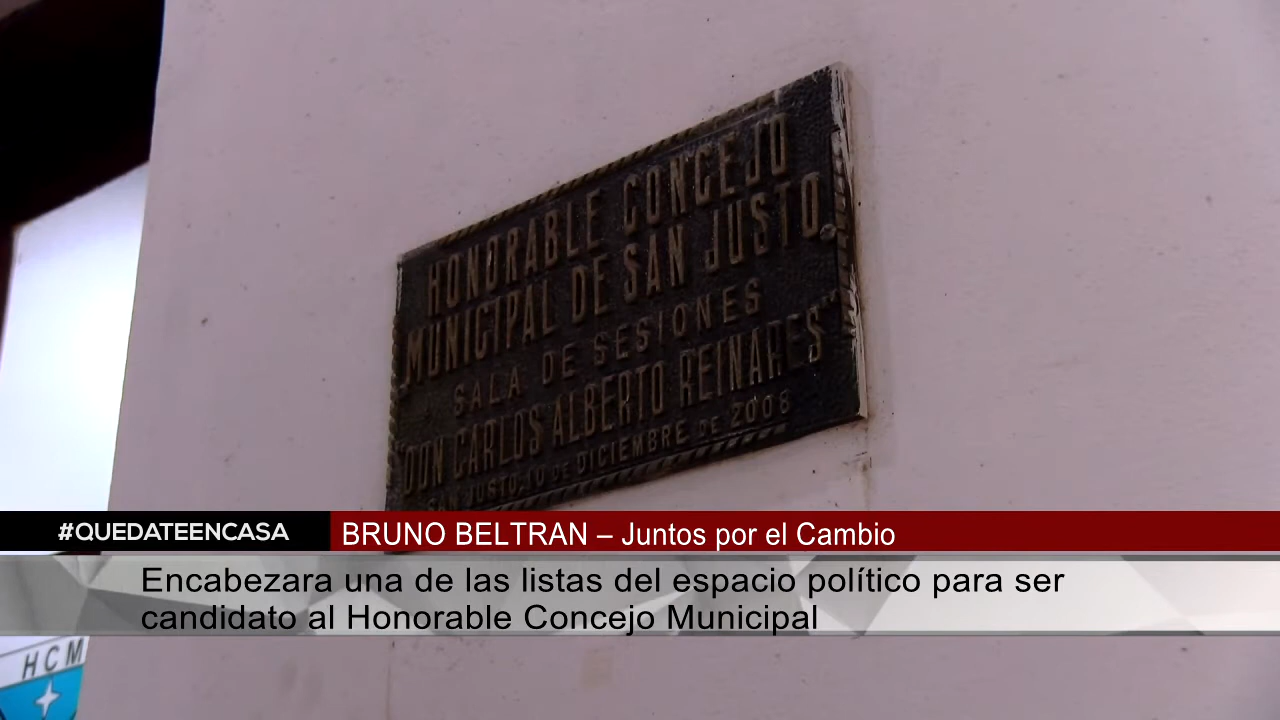 HONORABLE CONCEJO
MUNICIPAL DE SAN JUSTO
SALA DE SESIONES
"DON CARLOS ALBERTO REINARES"
SAN JUSTO, 10 DE DICIEMBRE DE 2008
#QUEDATEENCASA
BRUNO BELTRAN – Juntos por el Cambio
Encabezara una de las listas del espacio político para ser
candidato al Honorable Concejo Municipal
HCM